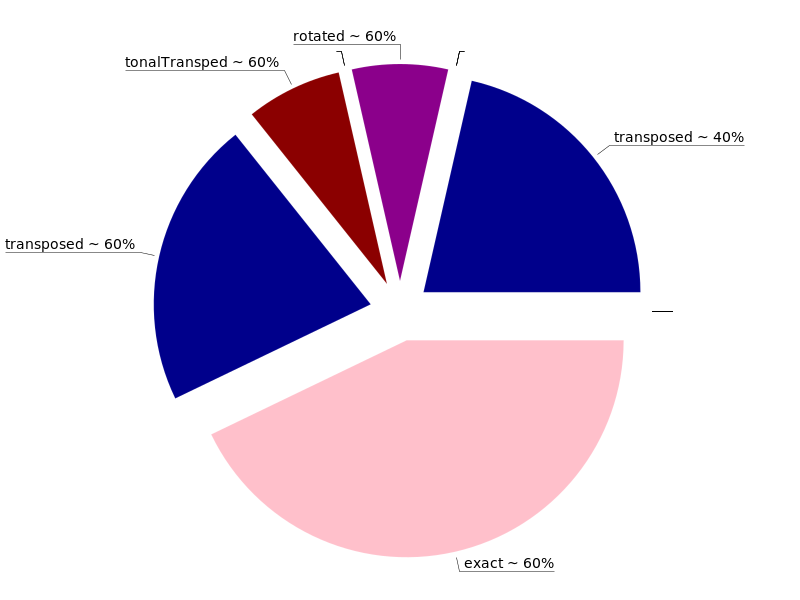 rotated ~ 60%
tonalTransped ~ 60%
transposed ~ 40%
transposed ~ 60%
exact ~ 60%